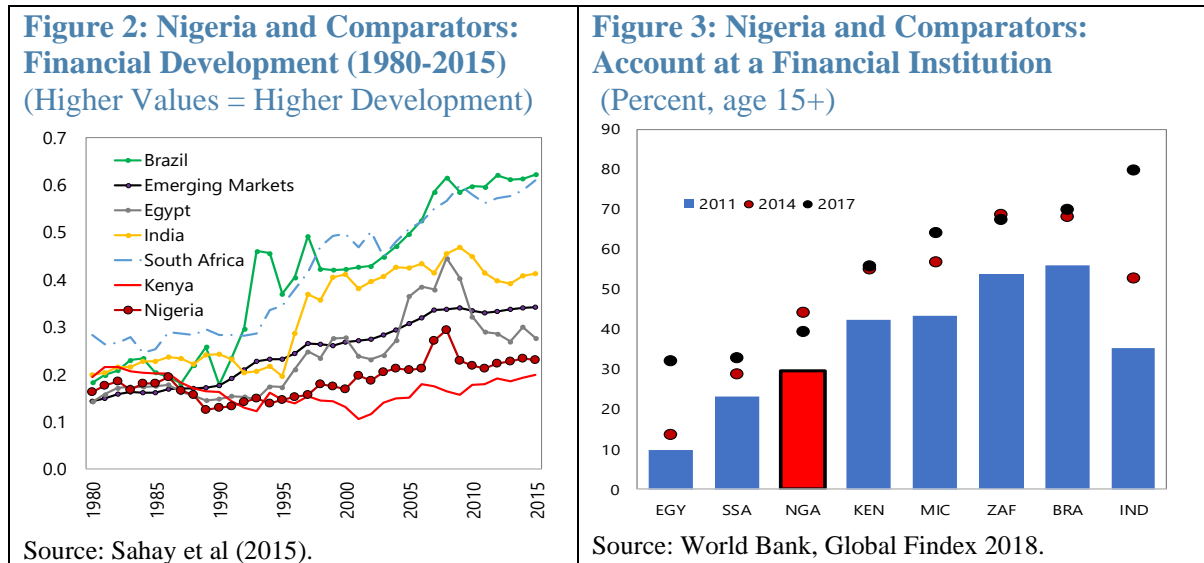 Figure 2: Nigeria and Comparators:
Financial Development (1980-2015)
(Higher Values = Higher Development)
0.7
0.6
0.5
0.4
0.3
0.2
0.1
0.0
Brazil
Emerging Markets
Egypt
India
South Africa
Kenya
Nigeria
1980
1985
1990
1995
2000
2005
2010
2015
Source: Sahay et al (2015).
Figure 3: Nigeria and Comparators:
Account at a Financial Institution
(Percent, age 15+)
90
80
70
60
50
40
30
20
10
0
2011 2014 2017
EGY SSA NGA KEN MIC ZAF BRA IND
Source: World Bank, Global Findex 2018.